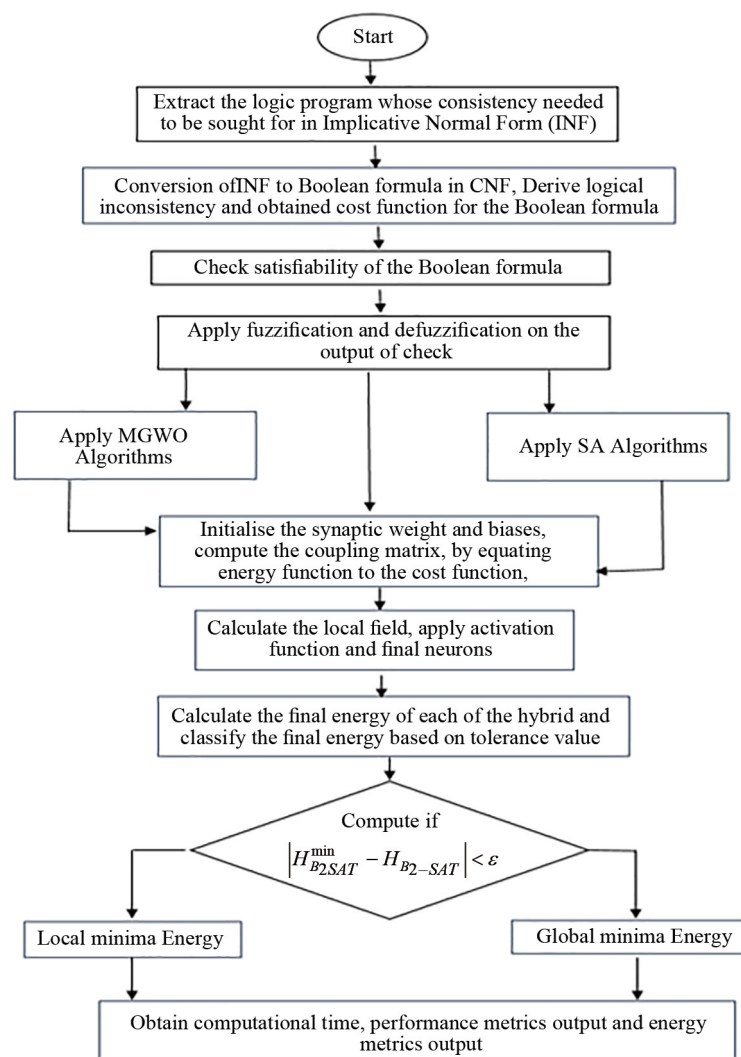 Start
Extract the logic program whose consistency needed
to be sought for in Implicative Normal Form (INF)
Conversion ofINF to Boolean formula in CNF, Derive logical
inconsistency and obtained cost function for the Boolean formula
Check satisfiability of the Boolean formula
Apply fuzzification and defuzzification on the
output of check
Apply MGWO
Algorithms
Apply SA Algorithms
Initialise the synaptic weight and biases,
compute the coupling matrix, by equating
energy function to the cost function,
Calculate the local field, apply activation
function and final neurons
Calculate the final energy of each of the hybrid and
classify the final energy based on tolerance value
Compute if
|H^{min}_{B_{2SAT}} − H_{B_{2−SAT}}| < ε
Local minima Energy
Global minima Energy
Obtain computational time, performance metrics output and energy
metrics output